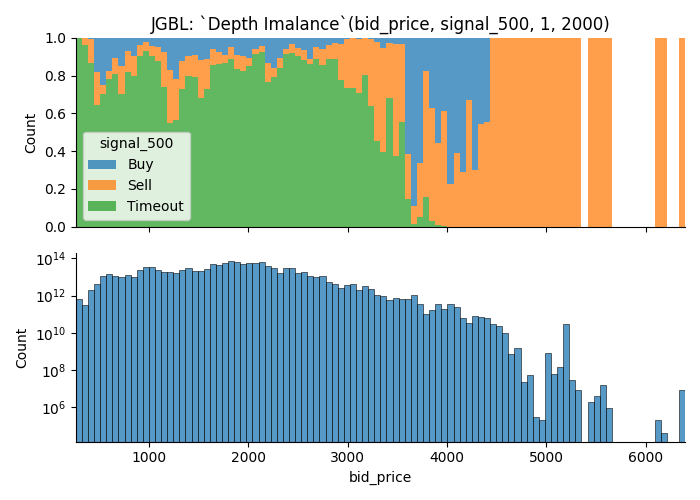 JGBL: `Depth Imalance`(bid_price, signal_500, 1, 2000)
1.0
0.8
0.6
0.4
0.2
0.0
Count
signal_500
Buy
Sell
Timeout
10^14
10^12
10^10
10^8
10^6
Count
1000 2000 3000 4000 5000 6000
bid_price